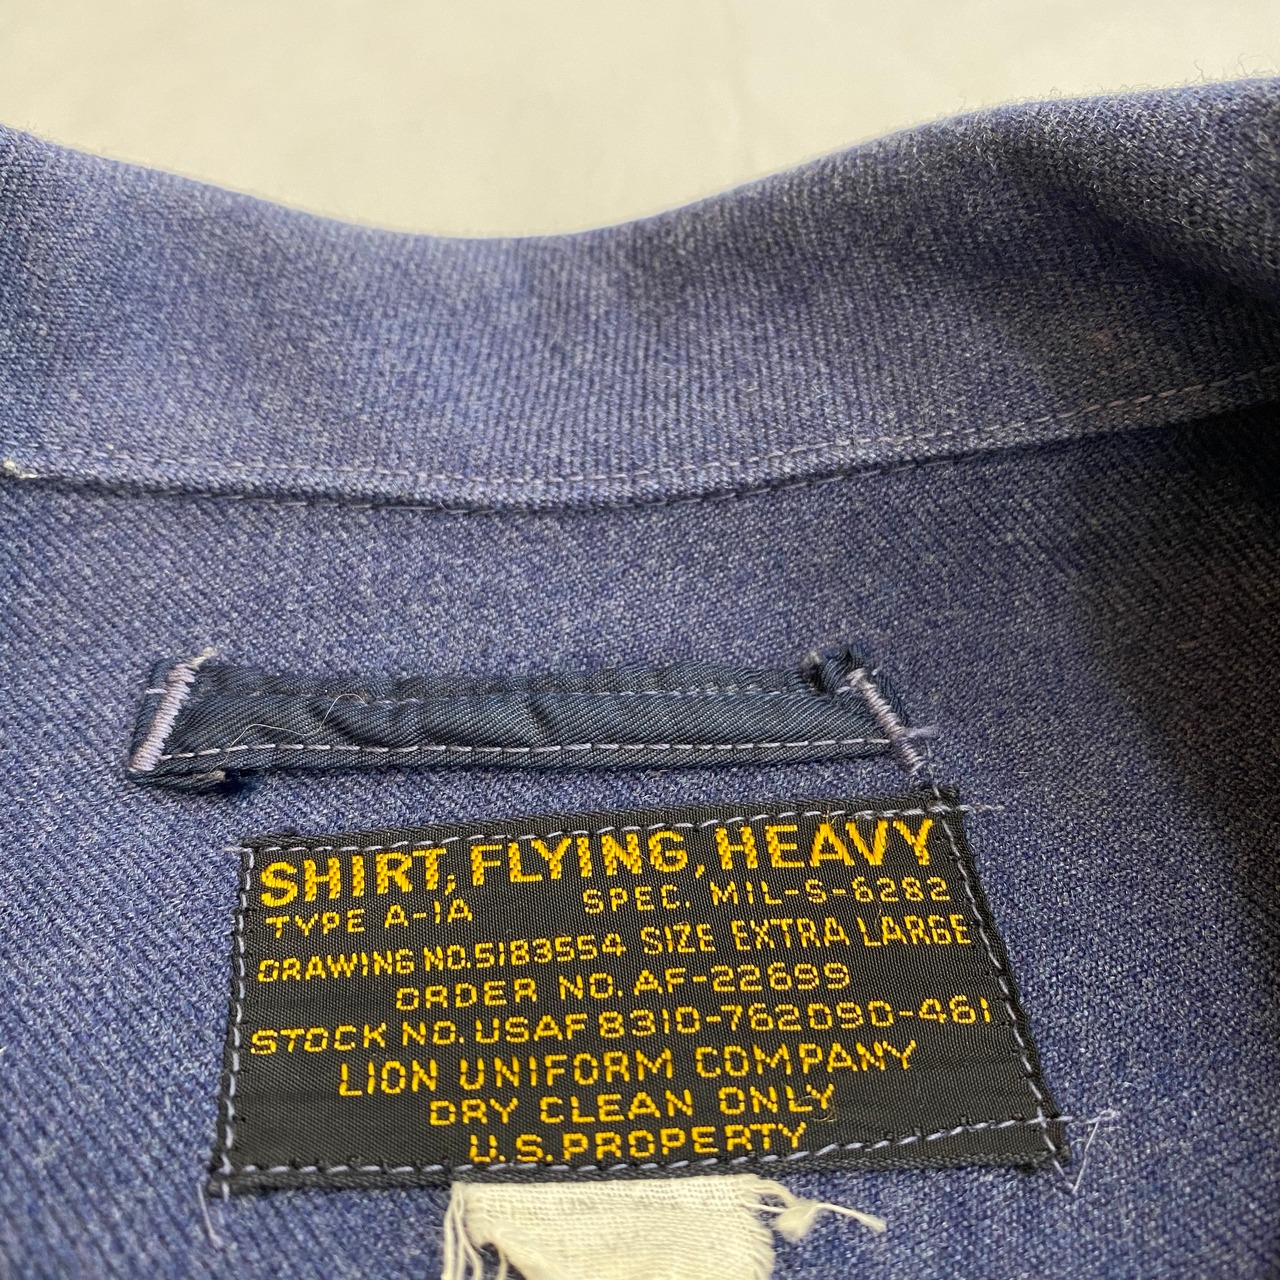 SHIRT, FLYING, HEAVY
TYPE A-1A SPEC. MIL-S-6282
DRAWING NO.5183554 SIZE EXTRA LARGE
ORDER NO. AF-22699
STOCK NO. USAF 8310-762090-461
LION UNIFORM COMPANY
DRY CLEAN ONLY
U.S. PROPERTY